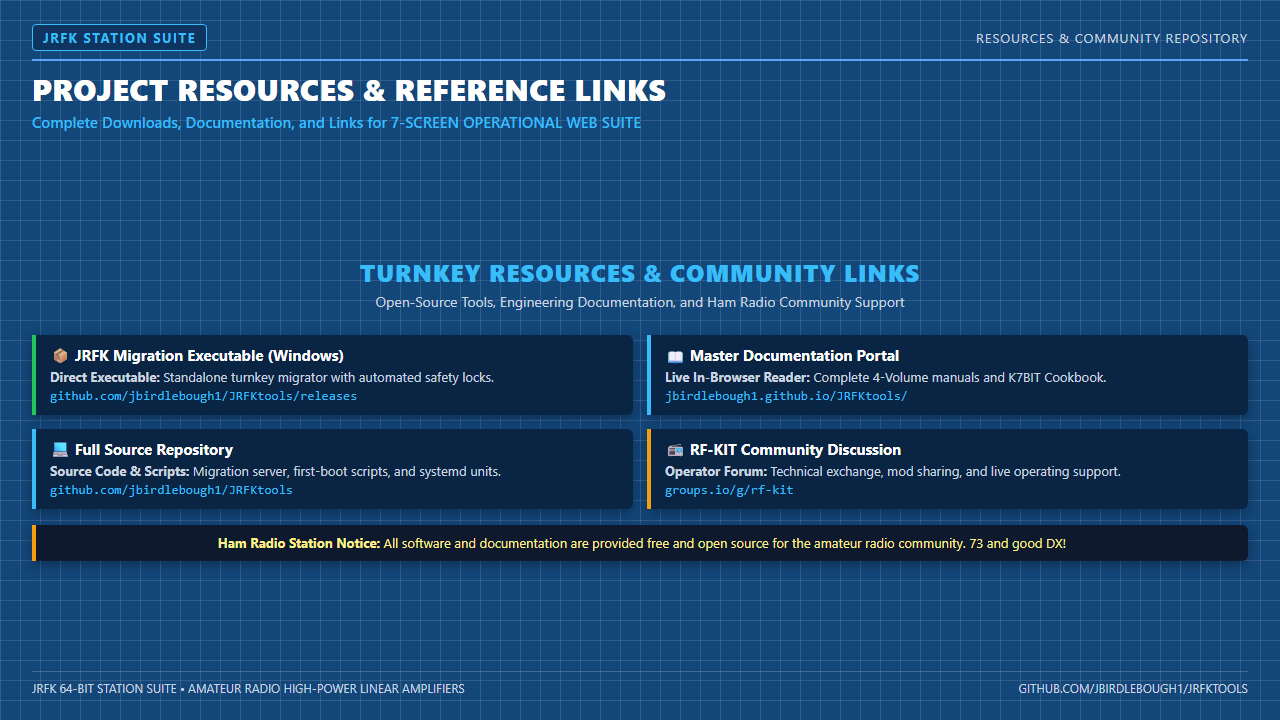 JRFK STATION SUITE
RESOURCES & COMMUNITY REPOSITORY
PROJECT RESOURCES & REFERENCE LINKS
Complete Downloads, Documentation, and Links for 7-SCREEN OPERATIONAL WEB SUITE
TURNKEY RESOURCES & COMMUNITY LINKS
Open-Source Tools, Engineering Documentation, and Ham Radio Community Support
JRFK Migration Executable (Windows)
Direct Executable: Standalone turnkey migrator with automated safety locks.
github.com/jbirdlebough1/JRFKtools/releases
Master Documentation Portal
Live In-Browser Reader: Complete 4-Volume manuals and K7BIT Cookbook.
jbirdlebough1.github.io/JRFKtools/
Full Source Repository
Source Code & Scripts: Migration server, first-boot scripts, and systemd units.
github.com/jbirdlebough1/JRFKtools
RF-KIT Community Discussion
Operator Forum: Technical exchange, mod sharing, and live operating support.
groups.io/g/rf-kit
Ham Radio Station Notice: All software and documentation are provided free and open source for the amateur radio community. 73 and good DX!
JRFK 64-BIT STATION SUITE • AMATEUR RADIO HIGH-POWER LINEAR AMPLIFIERS
GITHUB.COM/JBIRDLEBOUGH1/JRFKTOOLS